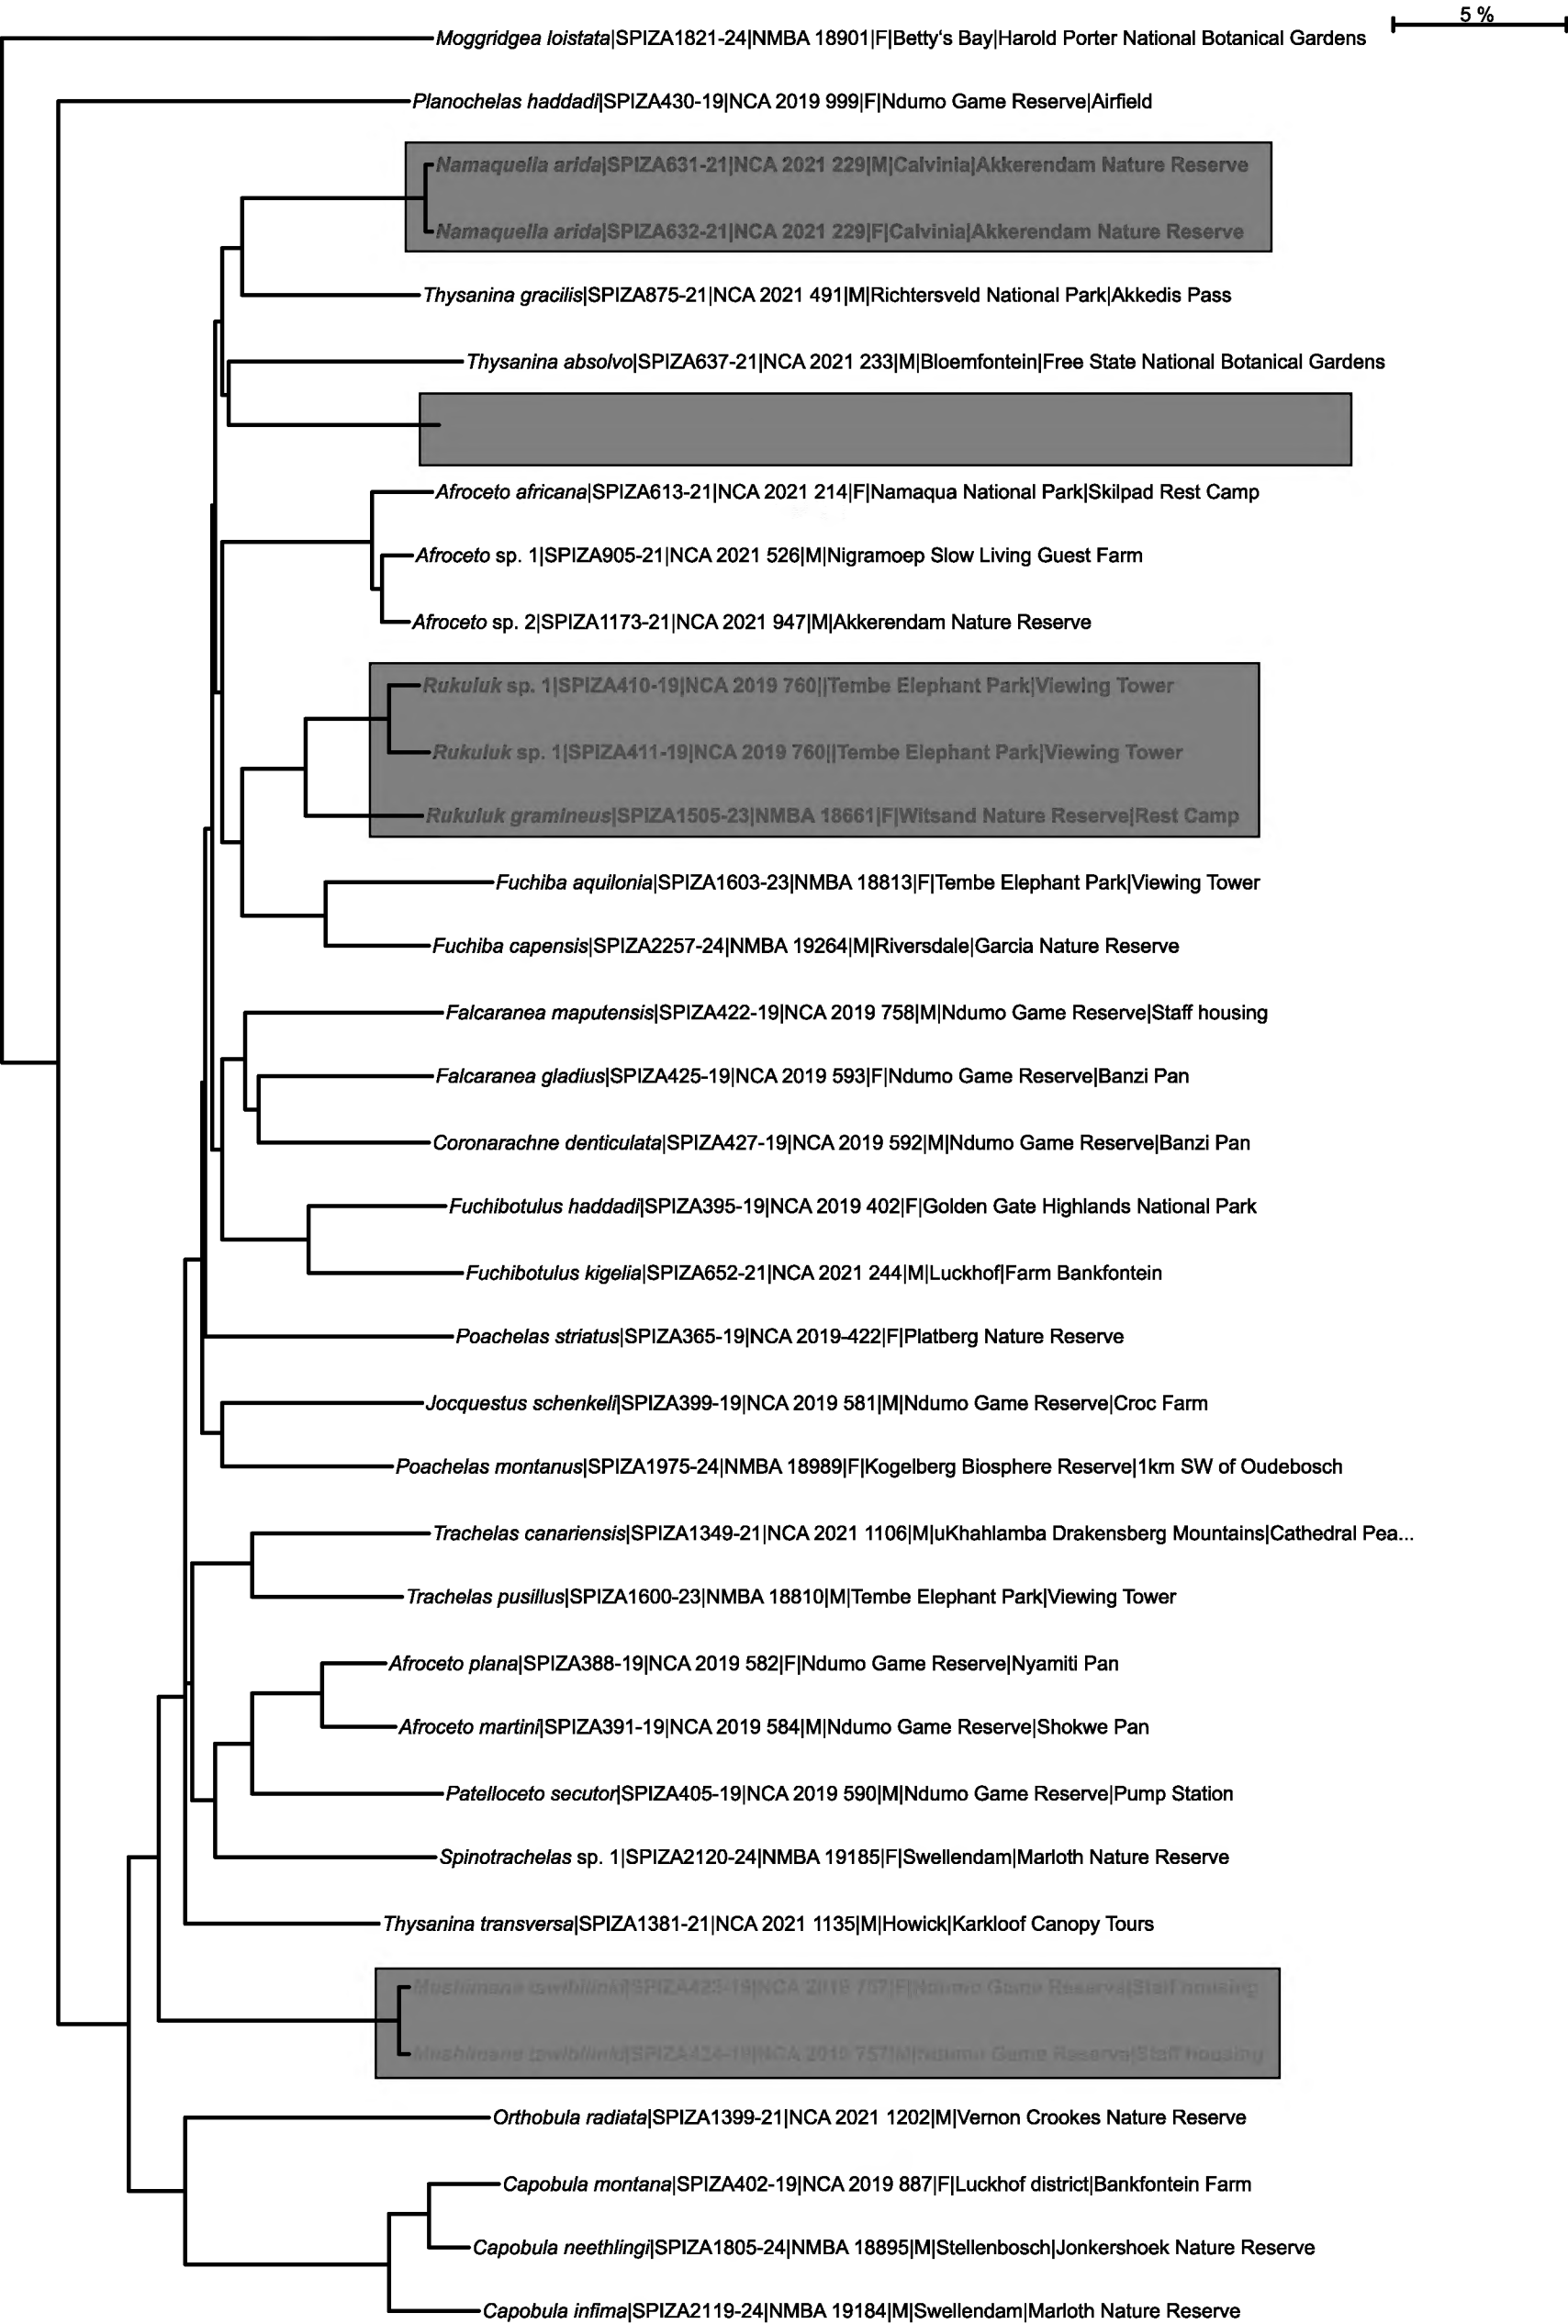 5 %
Moggridgea loistata|SPIZA1821-24|NMBA 18901|F|Betty's Bay|Harold Porter National Botanical Gardens
Planochelas haddadi|SPIZA430-19|NCA 2019 999|F|Ndumo Game Reserve|Airfield
Namaquella arida|SPIZA631-21|NCA 2021 229|M|Calvinia|Akkerendam Nature Reserve
Namaquella arida|SPIZA632-21|NCA 2021 229|F|Calvinia|Akkerendam Nature Reserve
Thysanina gracilis|SPIZA875-21|NCA 2021 491|M|Richtersveld National Park|Akkedis Pass
Thysanina absolvo|SPIZA637-21|NCA 2021 233|M|Bloemfontein|Free State National Botanical Gardens
Afroceto africana|SPIZA613-21|NCA 2021 214|F|Namaqua National Park|Skilpad Rest Camp
Afroceto sp. 1|SPIZA905-21|NCA 2021 526|M|Nigramoep Slow Living Guest Farm
Afroceto sp. 2|SPIZA1173-21|NCA 2021 947|M|Akkerendam Nature Reserve
Rukuluk sp. 1|SPIZA410-19|NCA 2019 760||Tembe Elephant Park|Viewing Tower
Rukuluk sp. 1|SPIZA411-19|NCA 2019 760||Tembe Elephant Park|Viewing Tower
Rukuluk gramineus|SPIZA1505-23|NMBA 18661|F|Witsand Nature Reserve|Rest Camp
Fuchiba aquilonia|SPIZA1603-23|NMBA 18813|F|Tembe Elephant Park|Viewing Tower
Fuchiba capensis|SPIZA2257-24|NMBA 19264|M|Riversdale|Garcia Nature Reserve
Falcaranea maputensis|SPIZA422-19|NCA 2019 758|M|Ndumo Game Reserve|Staff housing
Falcaranea gladius|SPIZA425-19|NCA 2019 593|F|Ndumo Game Reserve|Banzi Pan
Coronarachne denticulata|SPIZA427-19|NCA 2019 592|M|Ndumo Game Reserve|Banzi Pan
Fuchibotulus haddadi|SPIZA395-19|NCA 2019 402|F|Golden Gate Highlands National Park
Fuchibotulus kigelia|SPIZA652-21|NCA 2021 244|M|Luckhof|Farm Bankfontein
Poachelas striatus|SPIZA365-19|NCA 2019-422|F|Platberg Nature Reserve
Jocquestus schenkeli|SPIZA399-19|NCA 2019 581|M|Ndumo Game Reserve|Croc Farm
Poachelas montanus|SPIZA1975-24|NMBA 18989|F|Kogelberg Biosphere Reserve|1km SW of Oudebosch
Trachelas canariensis|SPIZA1349-21|NCA 2021 1106|M|uKhahlamba Drakensberg Mountains|Cathedral Pea...
Trachelas pusillus|SPIZA1600-23|NMBA 18810|M|Tembe Elephant Park|Viewing Tower
Afroceto plana|SPIZA388-19|NCA 2019 582|F|Ndumo Game Reserve|Nyamiti Pan
Afroceto martini|SPIZA391-19|NCA 2019 584|M|Ndumo Game Reserve|Shokwe Pan
Patelloceto secutor|SPIZA405-19|NCA 2019 590|M|Ndumo Game Reserve|Pump Station
Spinotrachelas sp. 1|SPIZA2120-24|NMBA 19185|F|Swellendam|Marloth Nature Reserve
Thysanina transversa|SPIZA1381-21|NCA 2021 1135|M|Howick|Karkloof Canopy Tours
2019 757|F|Ndumo Game Reserve|Staff housing
2019 757|M|Ndumo Game Reserve|Staff housing
Orthobula radiata|SPIZA1399-21|NCA 2021 1202|M|Vernon Crookes Nature Reserve
Capobula montana|SPIZA402-19|NCA 2019 887|F|Luckhof district|Bankfontein Farm
Capobula neethlingi|SPIZA1805-24|NMBA 18895|M|Stellenbosch|Jonkershoek Nature Reserve
Capobula infima|SPIZA2119-24|NMBA 19184|M|Swellendam|Marloth Nature Reserve